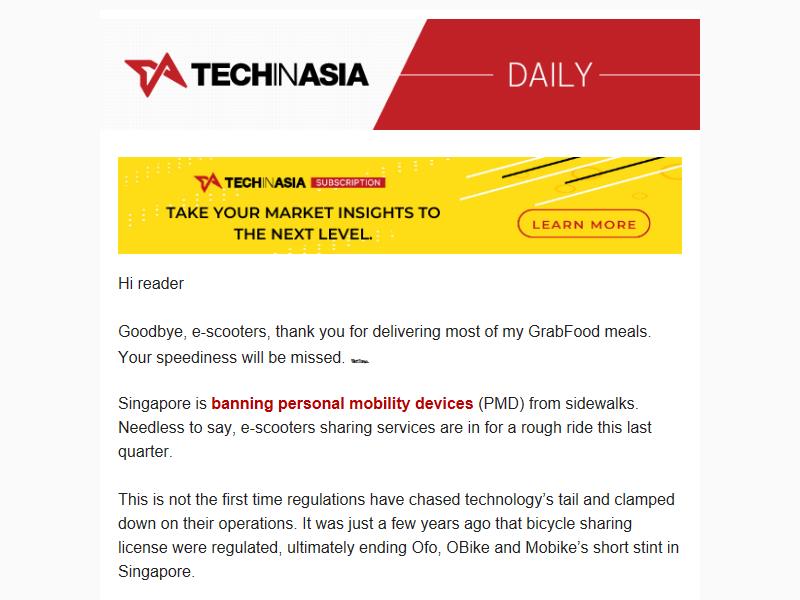 TECHINASIA
DAILY
TECHINASIA SUBSCRIPTION
TAKE YOUR MARKET INSIGHTS TO
THE NEXT LEVEL.
LEARN MORE
Hi reader
Goodbye, e-scooters, thank you for delivering most of my GrabFood meals.
Your speediness will be missed.
Singapore is banning personal mobility devices (PMD) from sidewalks.
Needless to say, e-scooters sharing services are in for a rough ride this last
quarter.
This is not the first time regulations have chased technology’s tail and clamped
down on their operations. It was just a few years ago that bicycle sharing
license were regulated, ultimately ending Ofo, OBike and Mobike’s short stint in
Singapore.